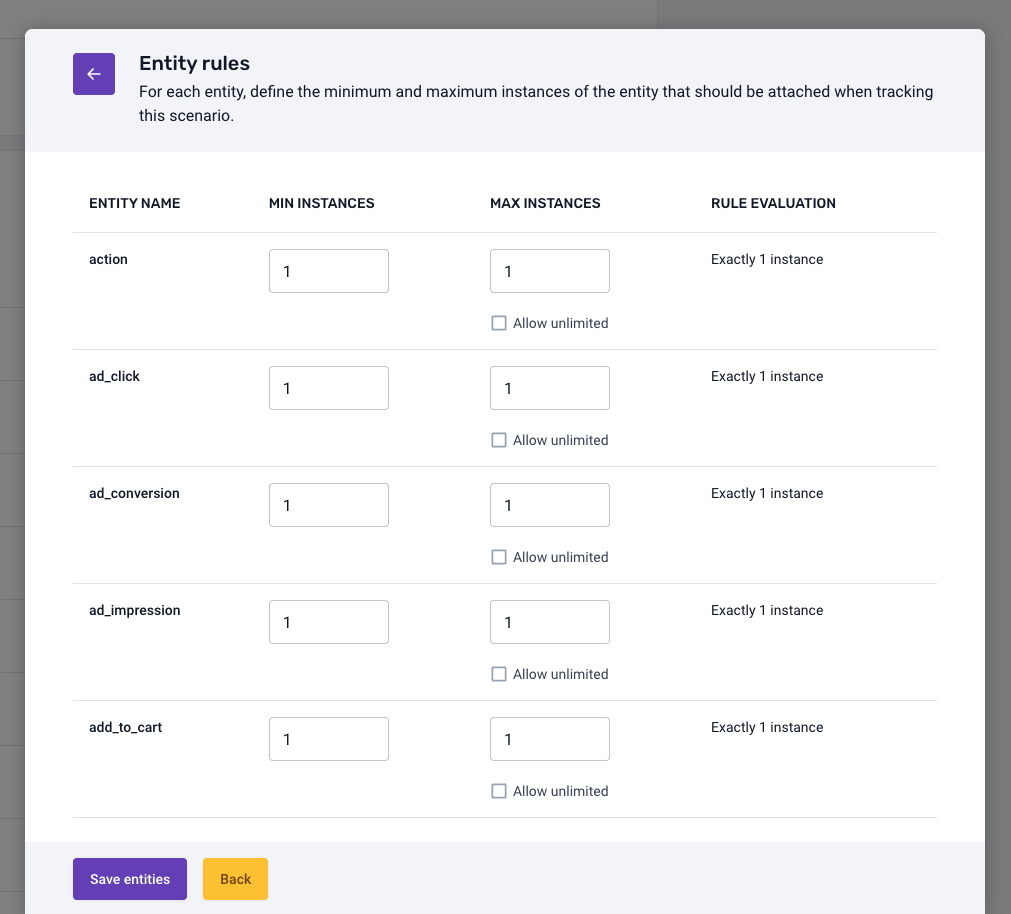 Entity rules
For each entity, define the minimum and maximum instances of the entity that should be attached when tracking
this scenario.
ENTITY NAME MIN INSTANCES MAX INSTANCES RULE EVALUATION
action 1 1 Exactly 1 instance
Allow unlimited
ad_click 1 1 Exactly 1 instance
Allow unlimited
ad_conversion 1 1 Exactly 1 instance
Allow unlimited
ad_impression 1 1 Exactly 1 instance
Allow unlimited
add_to_cart 1 1 Exactly 1 instance
Allow unlimited
Save entities Back